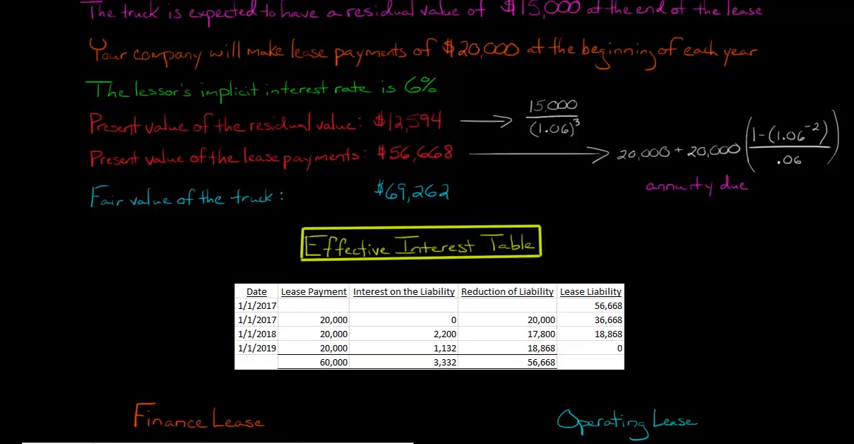 The truck is expected to have a residual value of $15,000 at the end of the lease
Your company will make lease payments of $20,000 at the beginning of each year
The lessor's implicit interest rate is 6%
Present value of the residual value: $12,594 → 15,000 / (1.06)^3
Present value of the lease payments: $56,668 → 20,000 + 20,000 ( 1-(1.06^-2) / .06 )
annuity due
Fair value of the truck: $69,262
Effective Interest Table
Date Lease Payment Interest on the Liability Reduction of Liability Lease Liability
1/1/2017 56,668
1/1/2017 20,000 0 20,000 36,668
1/1/2018 20,000 2,200 17,800 18,868
1/1/2019 20,000 1,132 18,868 0
60,000 3,332 56,668
Finance Lease Operating Lease